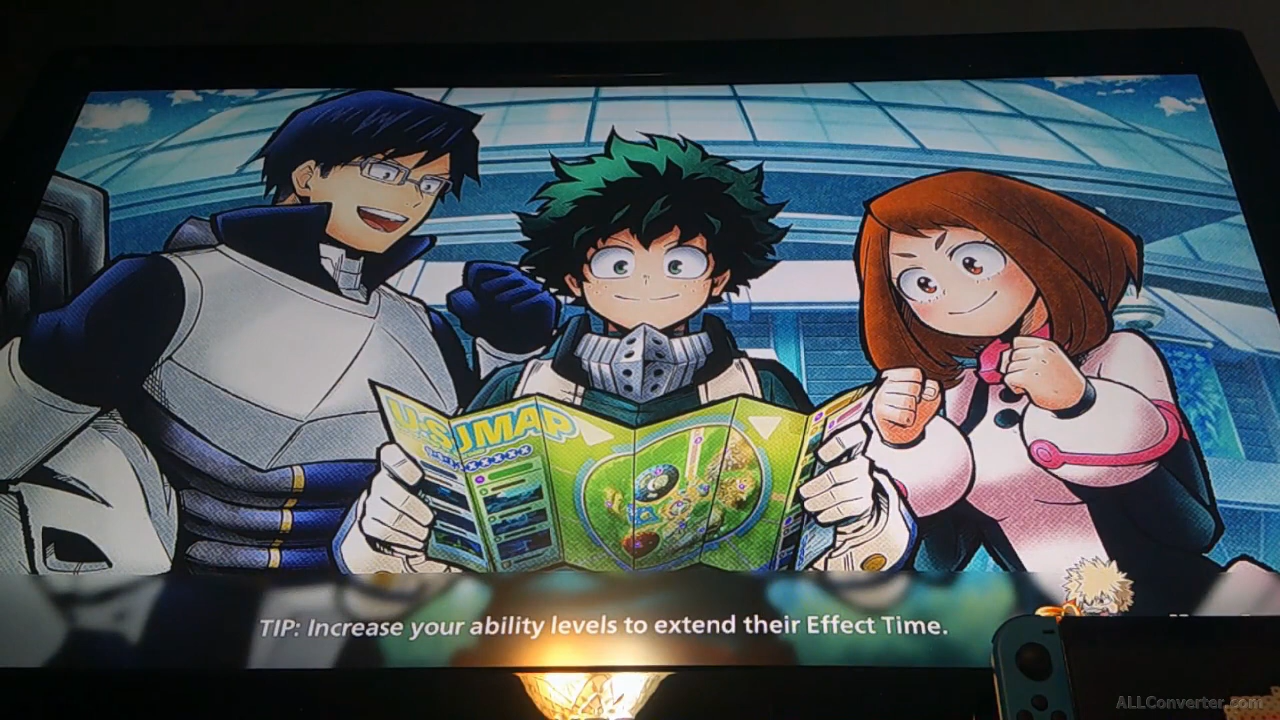 U.S.J MAP
TIP: Increase your ability levels to extend their Effect Time.
ALLConverter.com